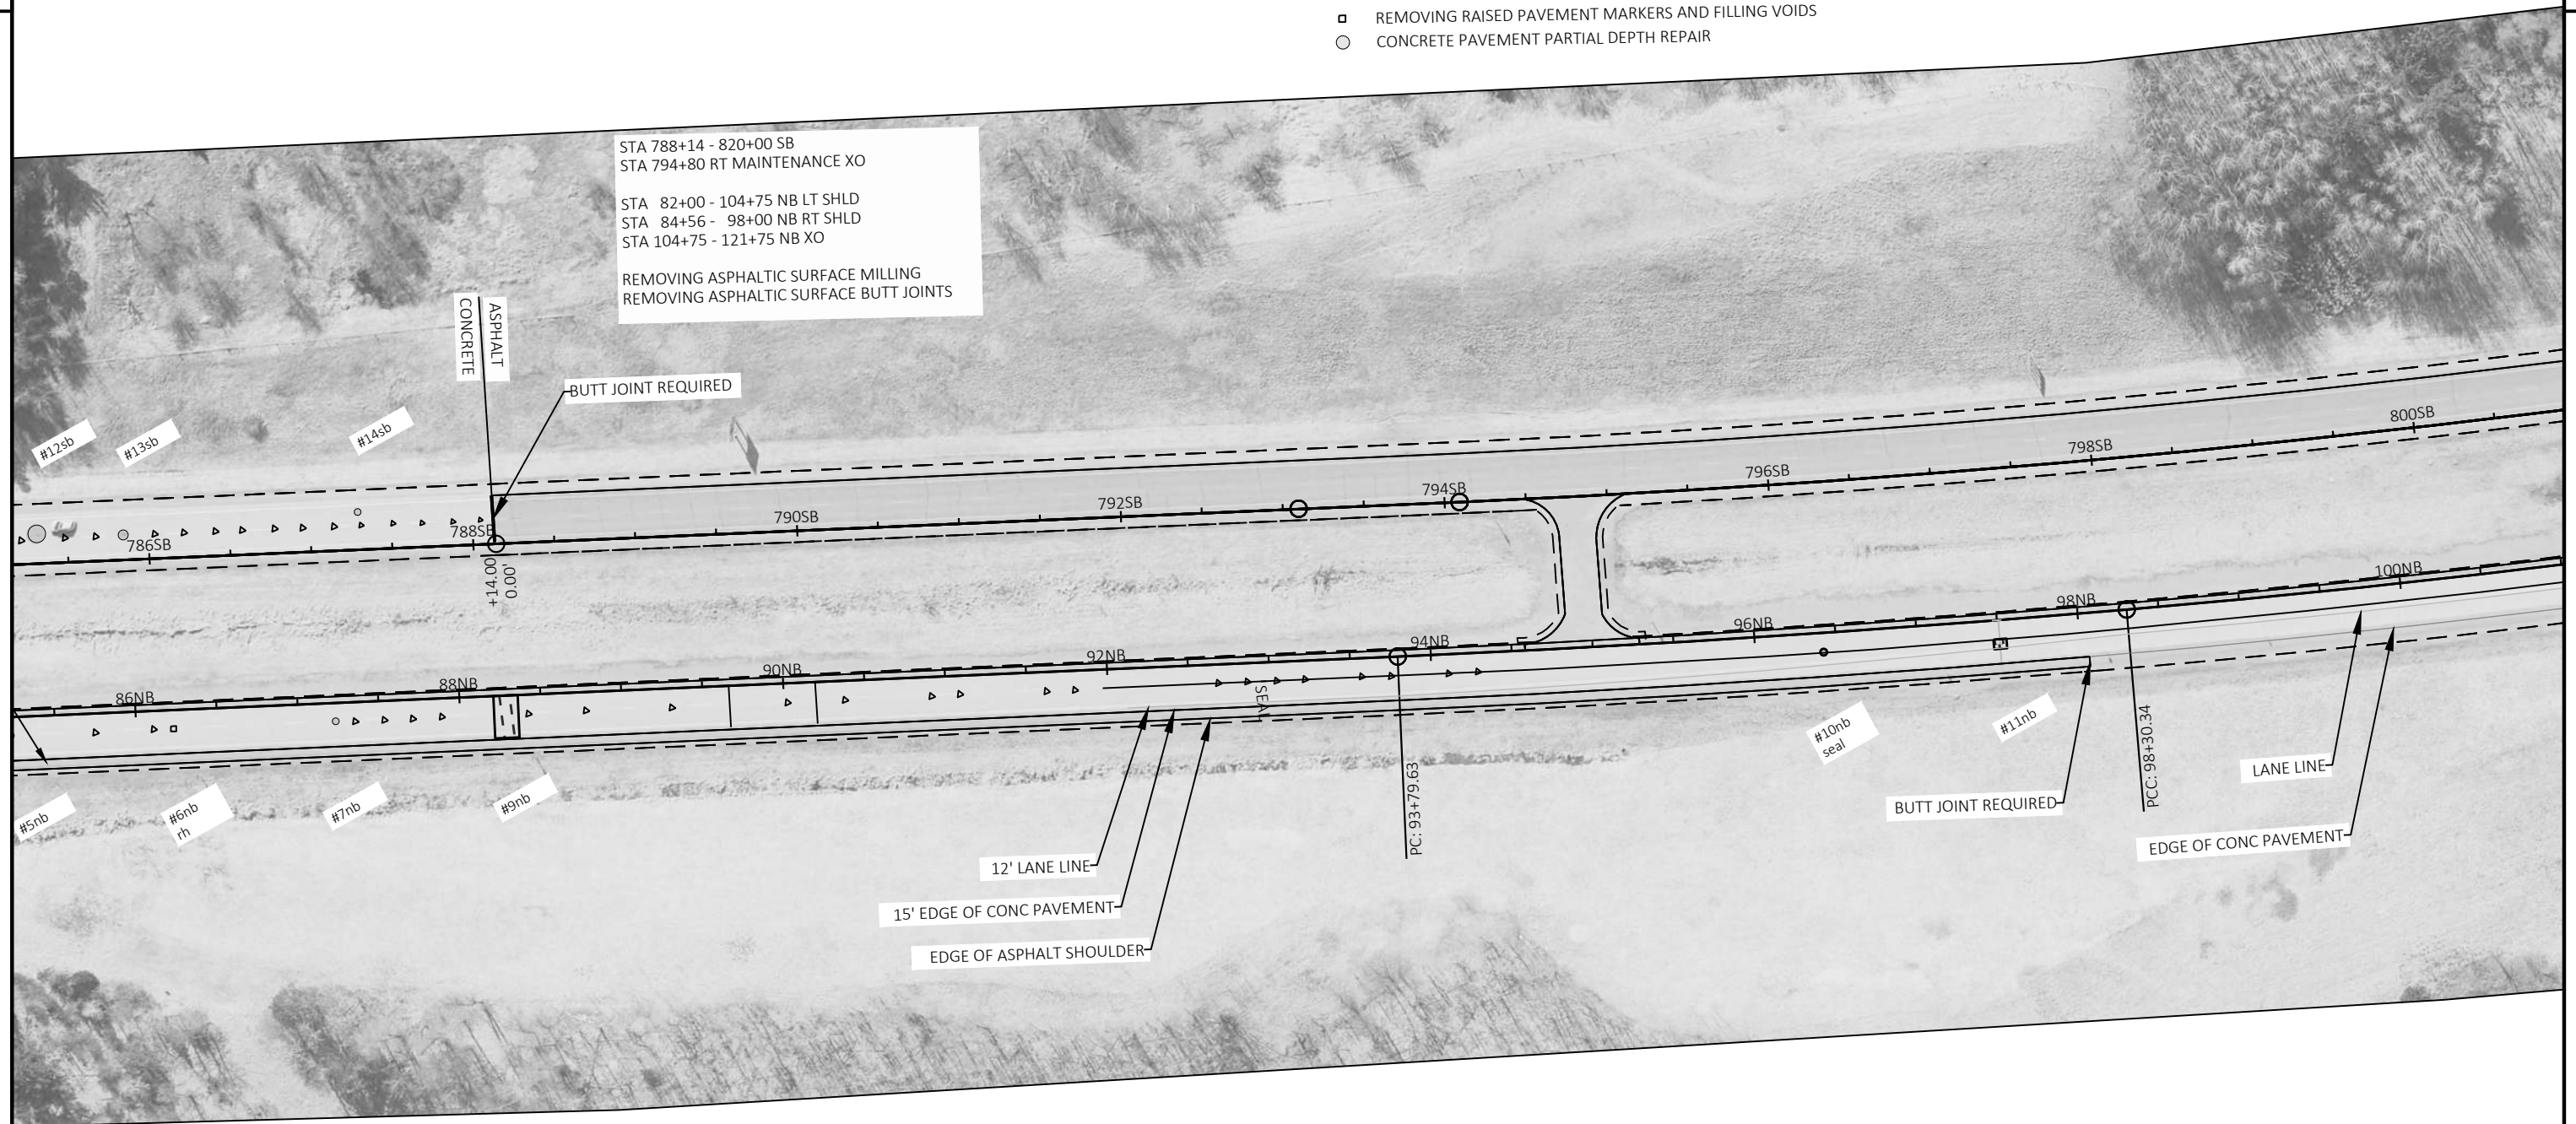 REMOVING RAISED PAVEMENT MARKERS AND FILLING VOIDS
CONCRETE PAVEMENT PARTIAL DEPTH REPAIR
STA 788+14 - 820+00 SB
STA 794+80 RT MAINTENANCE XO
STA 82+00 - 104+75 NB LT SHLD
STA 84+56 - 98+00 NB RT SHLD
STA 104+75 - 121+75 NB XO
REMOVING ASPHALTIC SURFACE MILLING
REMOVING ASPHALTIC SURFACE BUTT JOINTS
CONCRETE
ASPHALT
BUTT JOINT REQUIRED
#12sb
#13sb
#14sb
786SB
788SB
790SB
792SB
794SB
796SB
798SB
800SB
+14.00
0.00'
86NB
88NB
90NB
92NB
94NB
96NB
98NB
100NB
SEAL
#5nb
#6nb
rh
#7nb
#9nb
#10nb
seal
#11nb
PC: 93+79.63
PCC: 98+30.34
12' LANE LINE
15' EDGE OF CONC PAVEMENT
EDGE OF ASPHALT SHOULDER
BUTT JOINT REQUIRED
LANE LINE
EDGE OF CONC PAVEMENT